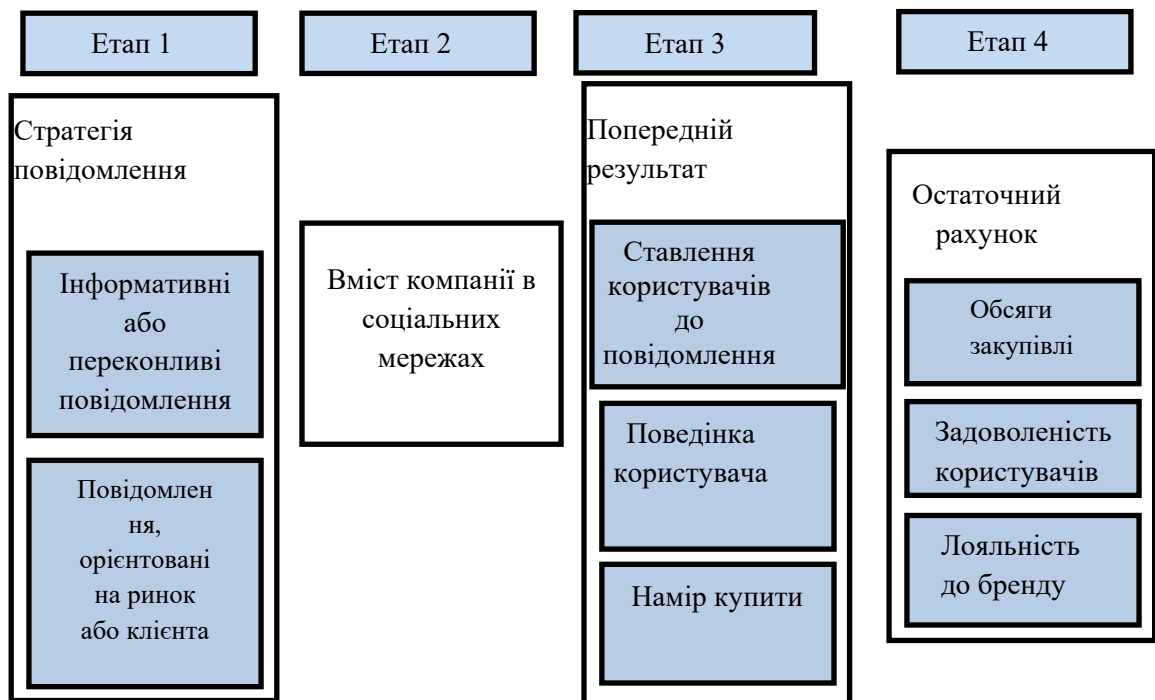 Етап 1
Етап 2
Етап 3
Етап 4
Стратегія
повідомлення
Інформативні
або
переконливі
повідомлення
Повідомлен
ня,
орієнтовані
на ринок
або клієнта
Вміст компанії в
соціальних
мережах
Попередній
результат
Ставлення
користувачів
до
повідомлення
Поведінка
користувача
Намір купити
Остаточний
рахунок
Обсяги
закупівлі
Задоволеність
користувачів
Лояльність
до бренду